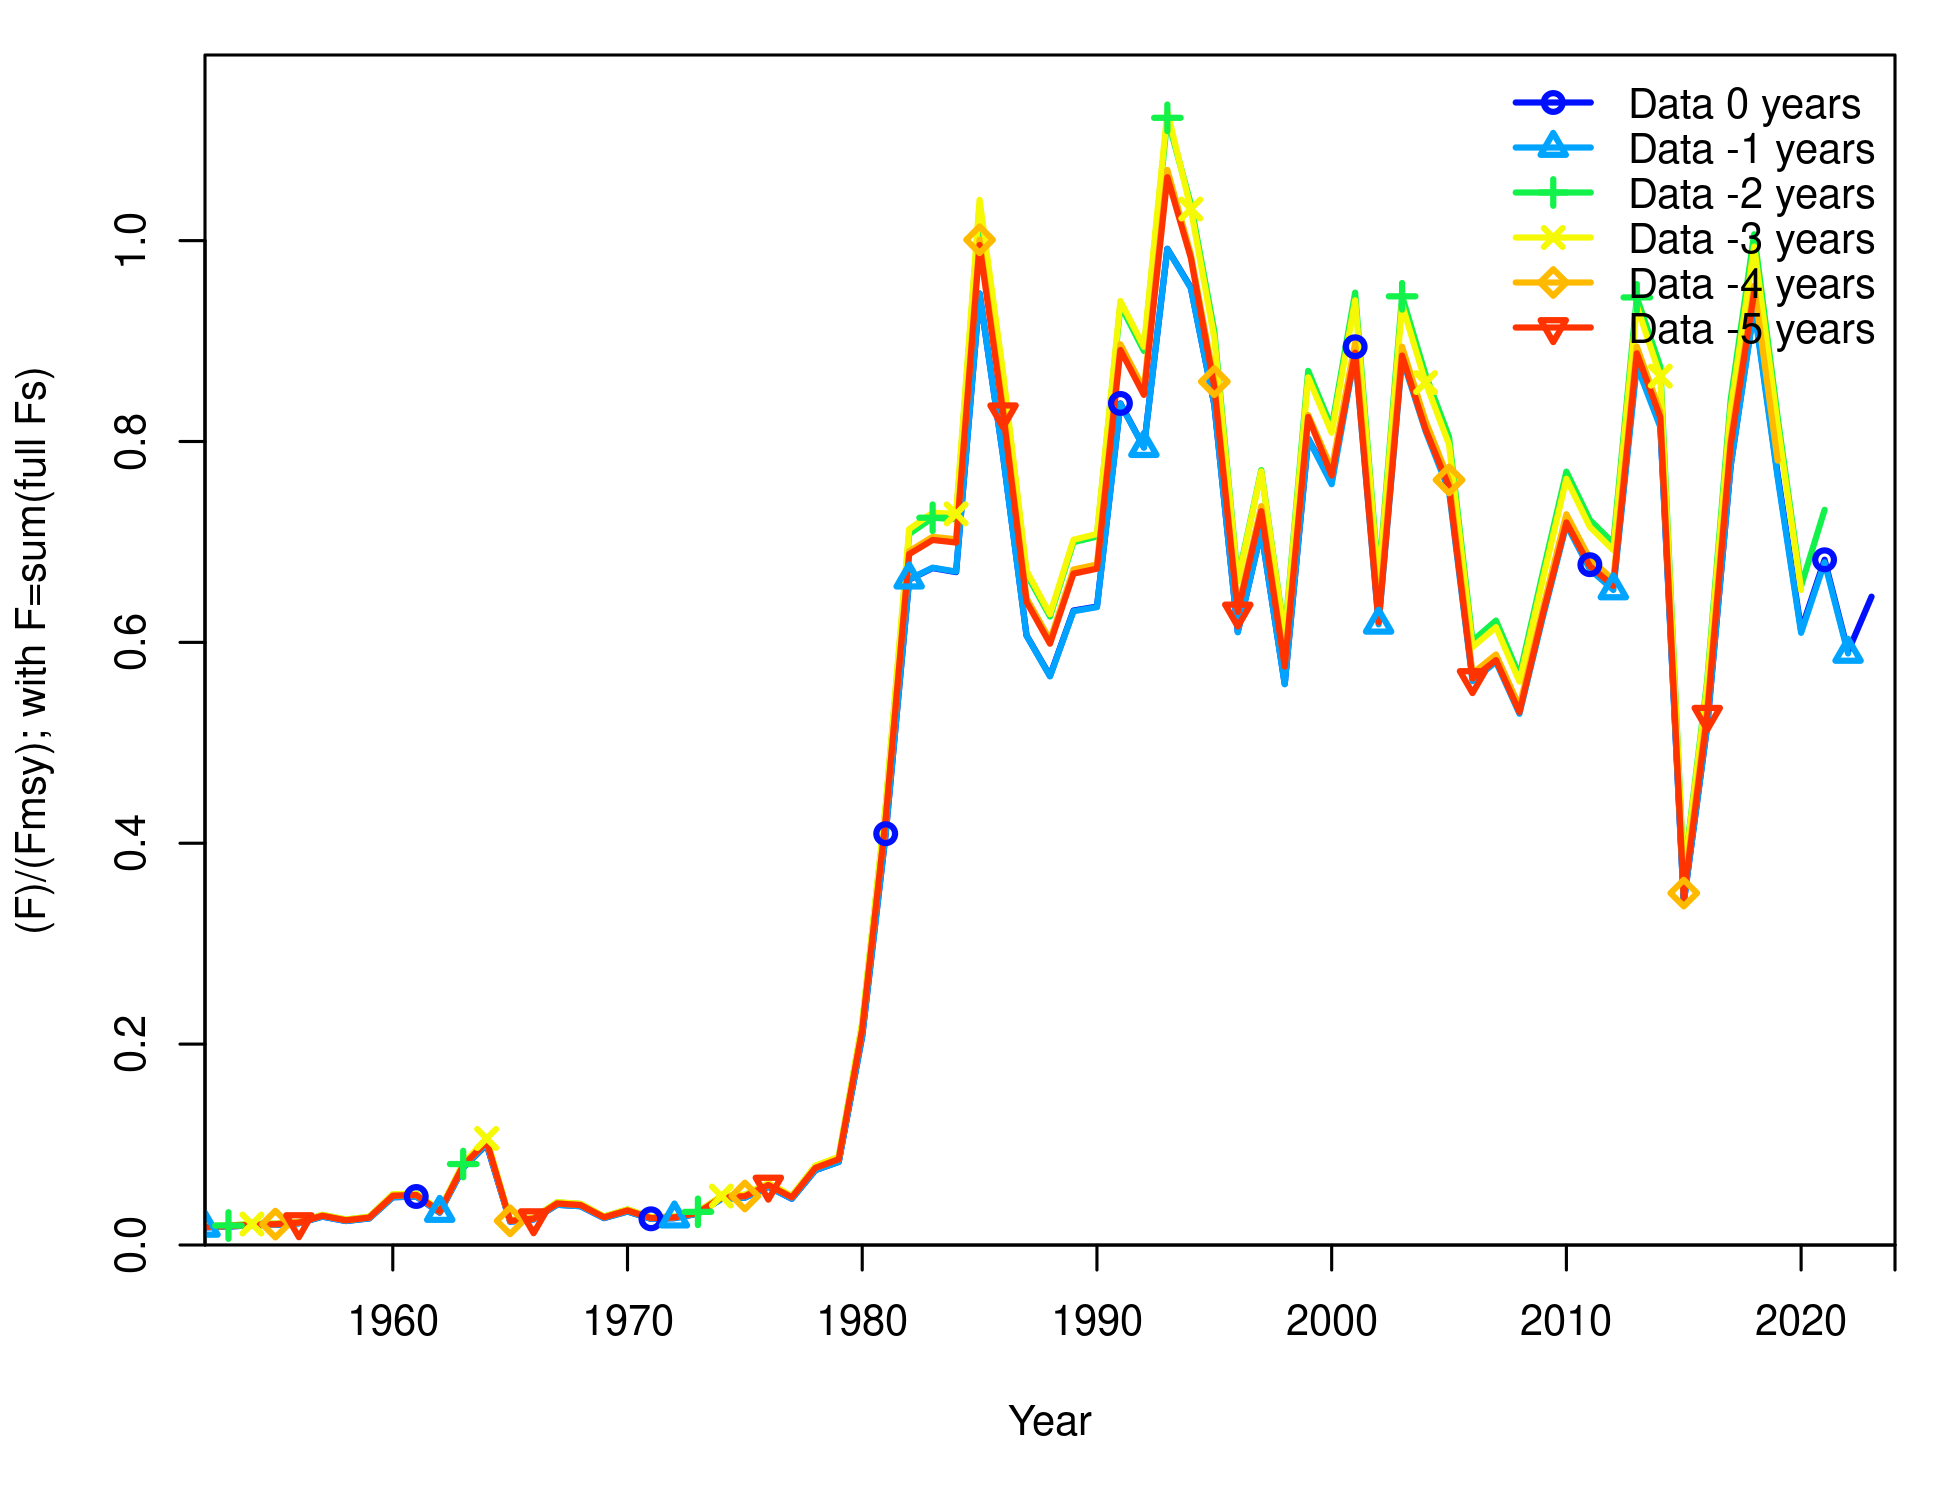 (F)/(Fmsy); with F=sum(full Fs)
1.0
0.8
0.6
0.4
0.2
0.0
Data 0 years
Data -1 years
Data -2 years
Data -3 years
Data -4 years
Data -5 years
1960 1970 1980 1990 2000 2010 2020
Year